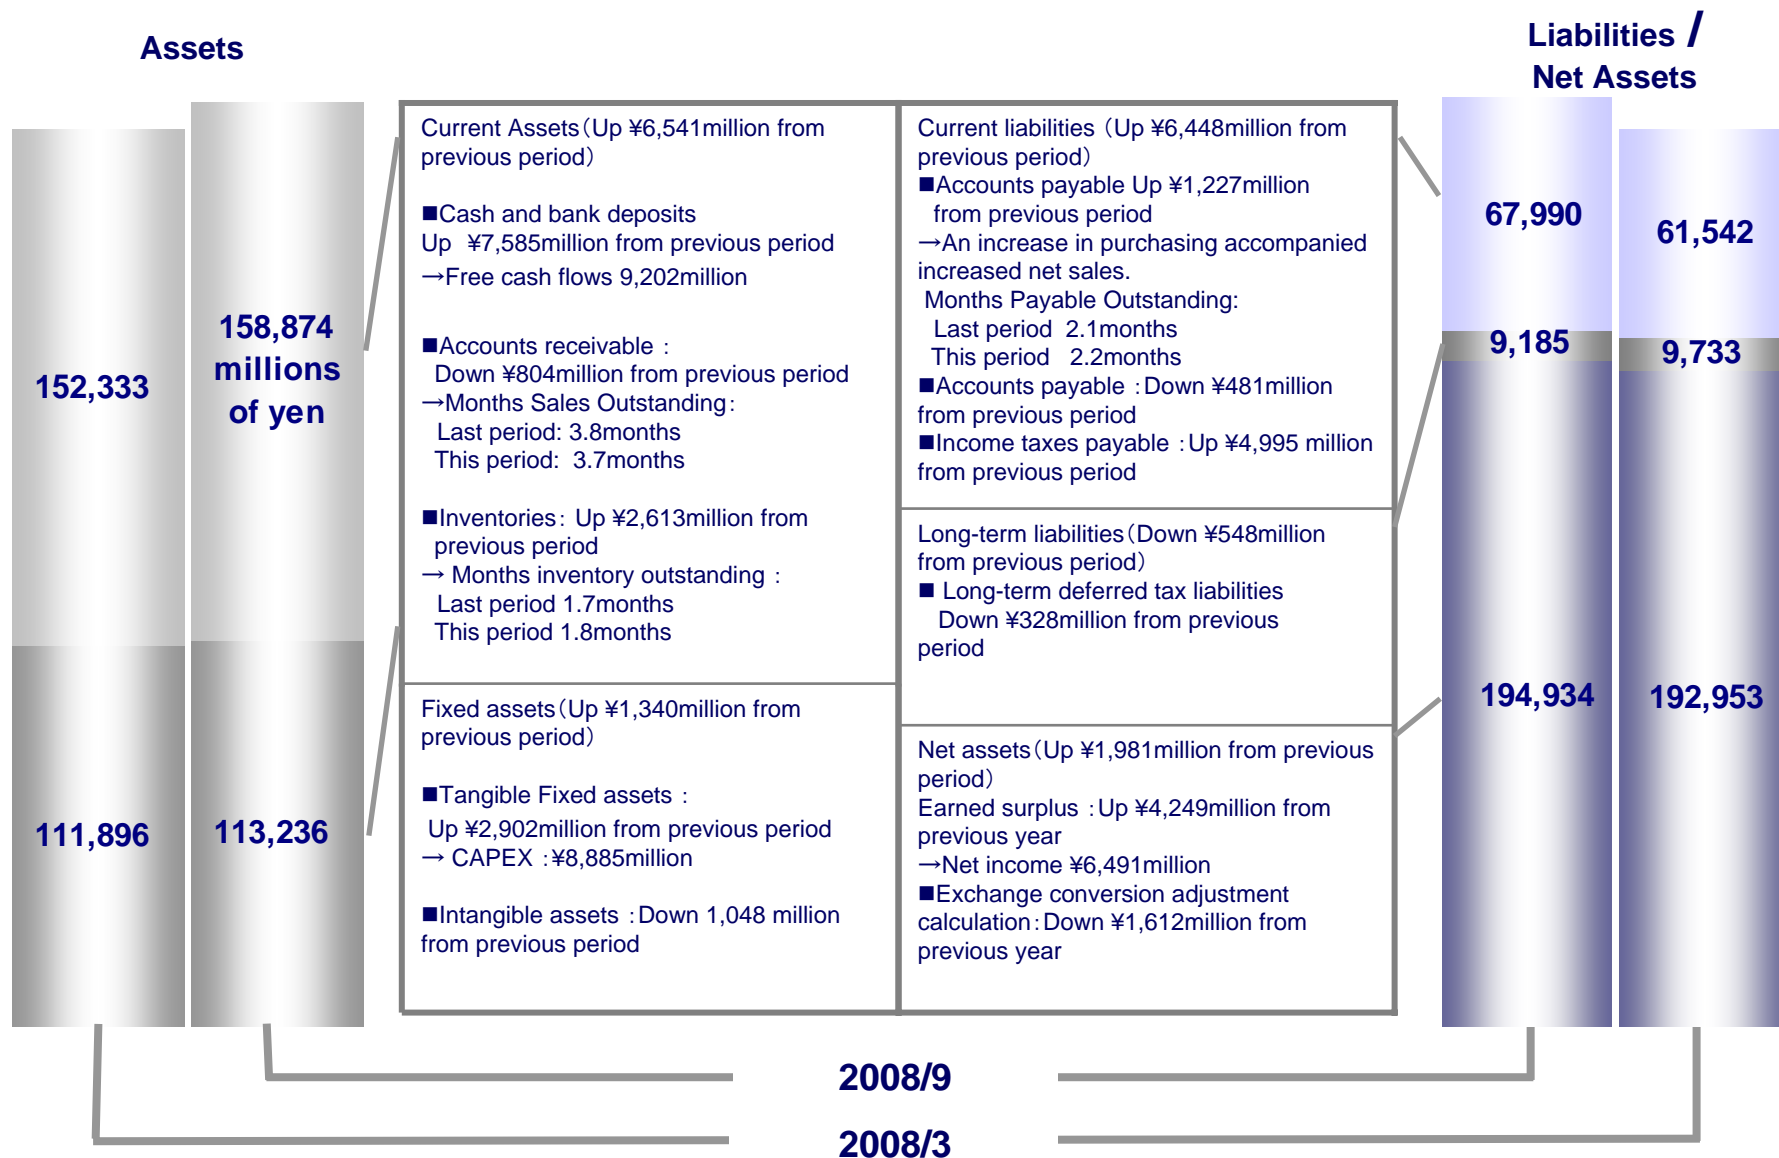 Assets
Liabilities /
Net Assets
152,333
111,896
158,874
millions
of yen
113,236
Current Assets（Up ¥6,541million from
previous period）
■Cash and bank deposits
Up ¥7,585million from previous period
→Free cash flows 9,202million
■Accounts receivable：
Down ¥804million from previous period
→Months Sales Outstanding：
Last period: 3.8months
This period: 3.7months
■Inventories： Up ¥2,613million from
previous period
→ Months inventory outstanding：
Last period 1.7months
This period 1.8months
Fixed assets（Up ¥1,340million from
previous period）
■Tangible Fixed assets：
Up ¥2,902million from previous period
→ CAPEX：¥8,885million
■Intangible assets：Down 1,048 million
from previous period
Current liabilities（Up ¥6,448million from
previous period）
■Accounts payable Up ¥1,227million
from previous period
→An increase in purchasing accompanied
increased net sales.
Months Payable Outstanding:
Last period 2.1months
This period 2.2months
■Accounts payable：Down ¥481million
from previous period
■Income taxes payable：Up ¥4,995 million
from previous period
Long-term liabilities（Down ¥548million
from previous period）
■ Long-term deferred tax liabilities
Down ¥328million from previous
period
Net assets（Up ¥1,981million from previous
period）
Earned surplus：Up ¥4,249million from
previous year
→Net income ¥6,491million
■Exchange conversion adjustment
calculation：Down ¥1,612million from
previous year
67,990
9,185
194,934
61,542
9,733
192,953
2008/9
2008/3